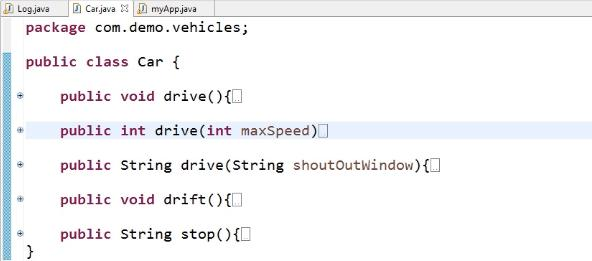 Log.java Car.java myApp.java
package com.demo.vehicles;
public class Car {
public void drive(){
public int drive(int maxSpeed)
public String drive(String shoutOutWindow){
public void drift(){
public String stop(){
}